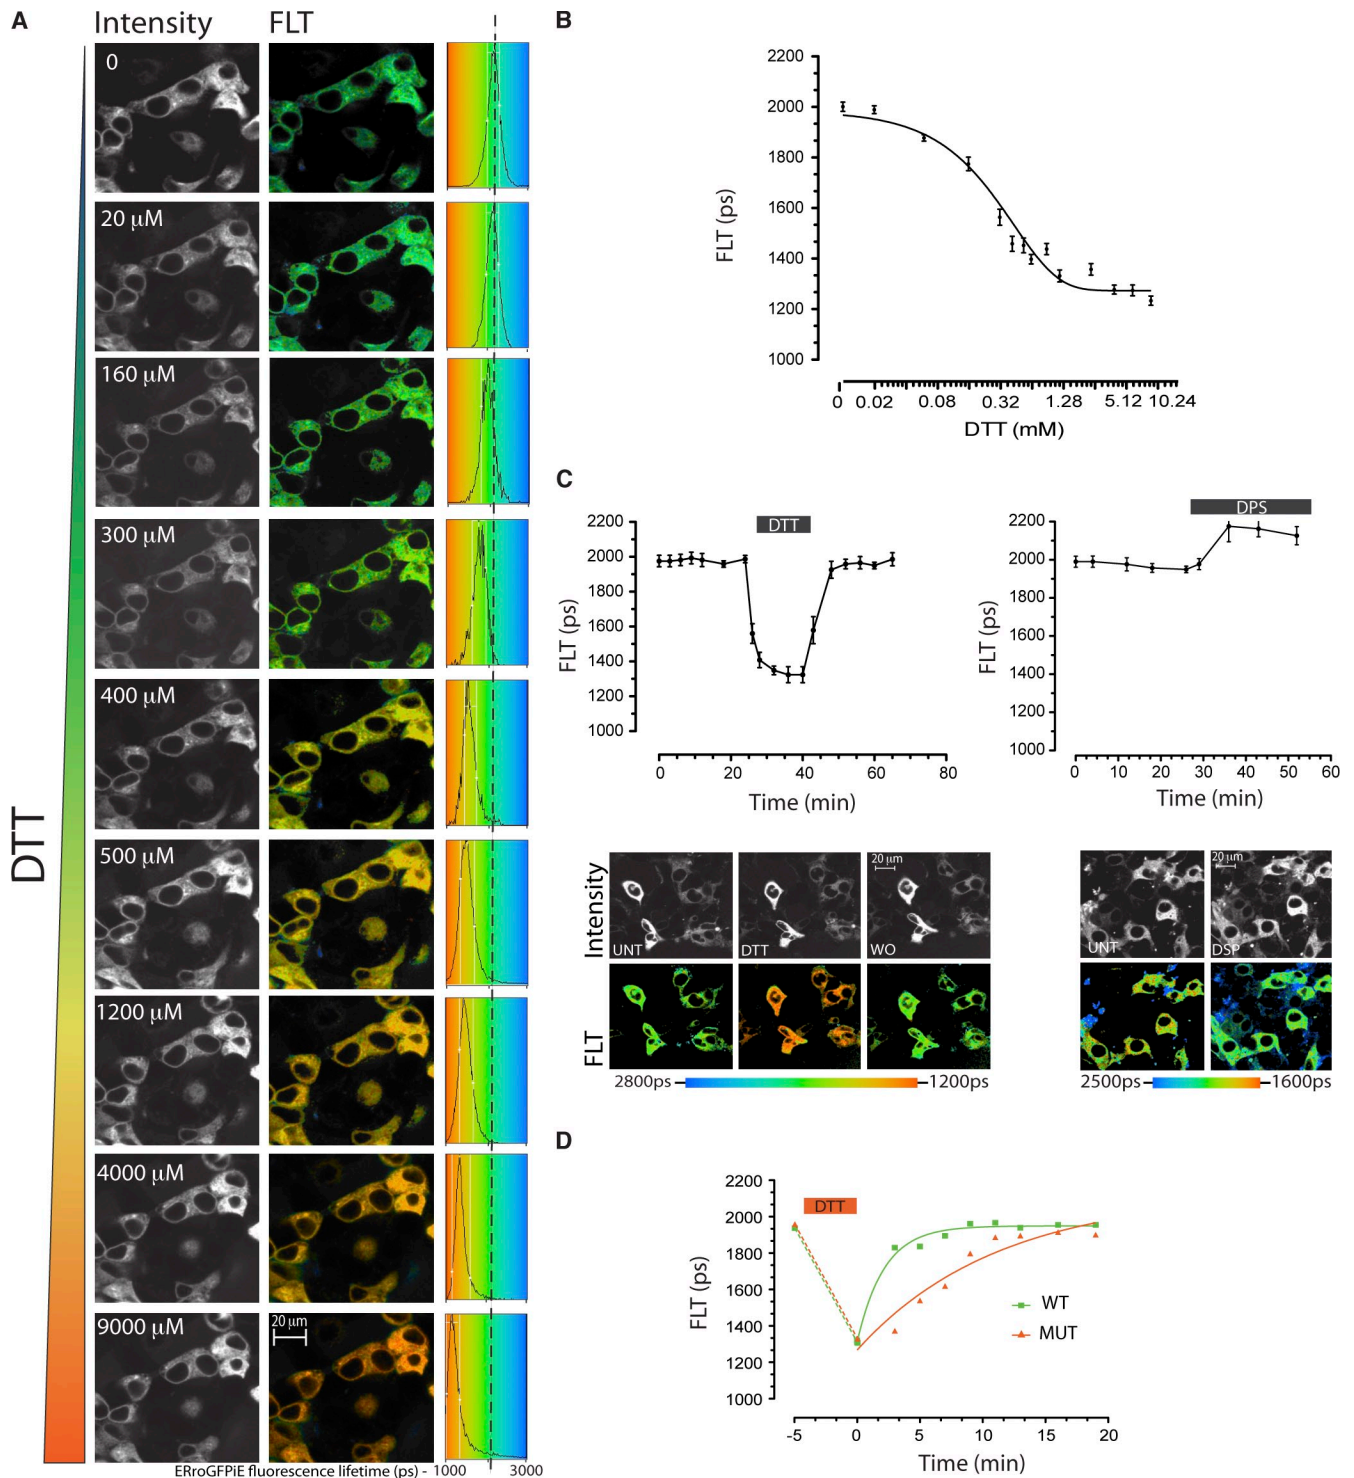 A
Intensity
FLT
0
20 µM
160 µM
300 µM
400 µM
500 µM
1200 µM
4000 µM
9000 µM
20 µm
DTT
ERroGFPiE fluorescence lifetime (ps) - 1000 3000
B
2200
2000
1800
1600
1400
1200
1000
FLT (ps)
0 0.02 0.08 0.32 1.28 5.12 10.24
DTT (mM)
C
DTT
2200
2000
1800
1600
1400
1200
1000
FLT (ps)
0 20 40 60 80
Time (min)
DPS
2200
2000
1800
1600
1400
1200
1000
FLT (ps)
0 10 20 30 40 50 60
Time (min)
Intensity
UNT
DTT
20 µm
WO
FLT
2800ps 1200ps
UNT
20 µm
DSP
2500ps 1600ps
D
DTT
2200
2000
1800
1600
1400
1200
1000
FLT (ps)
WT
MUT
-5 0 5 10 15 20
Time (min)